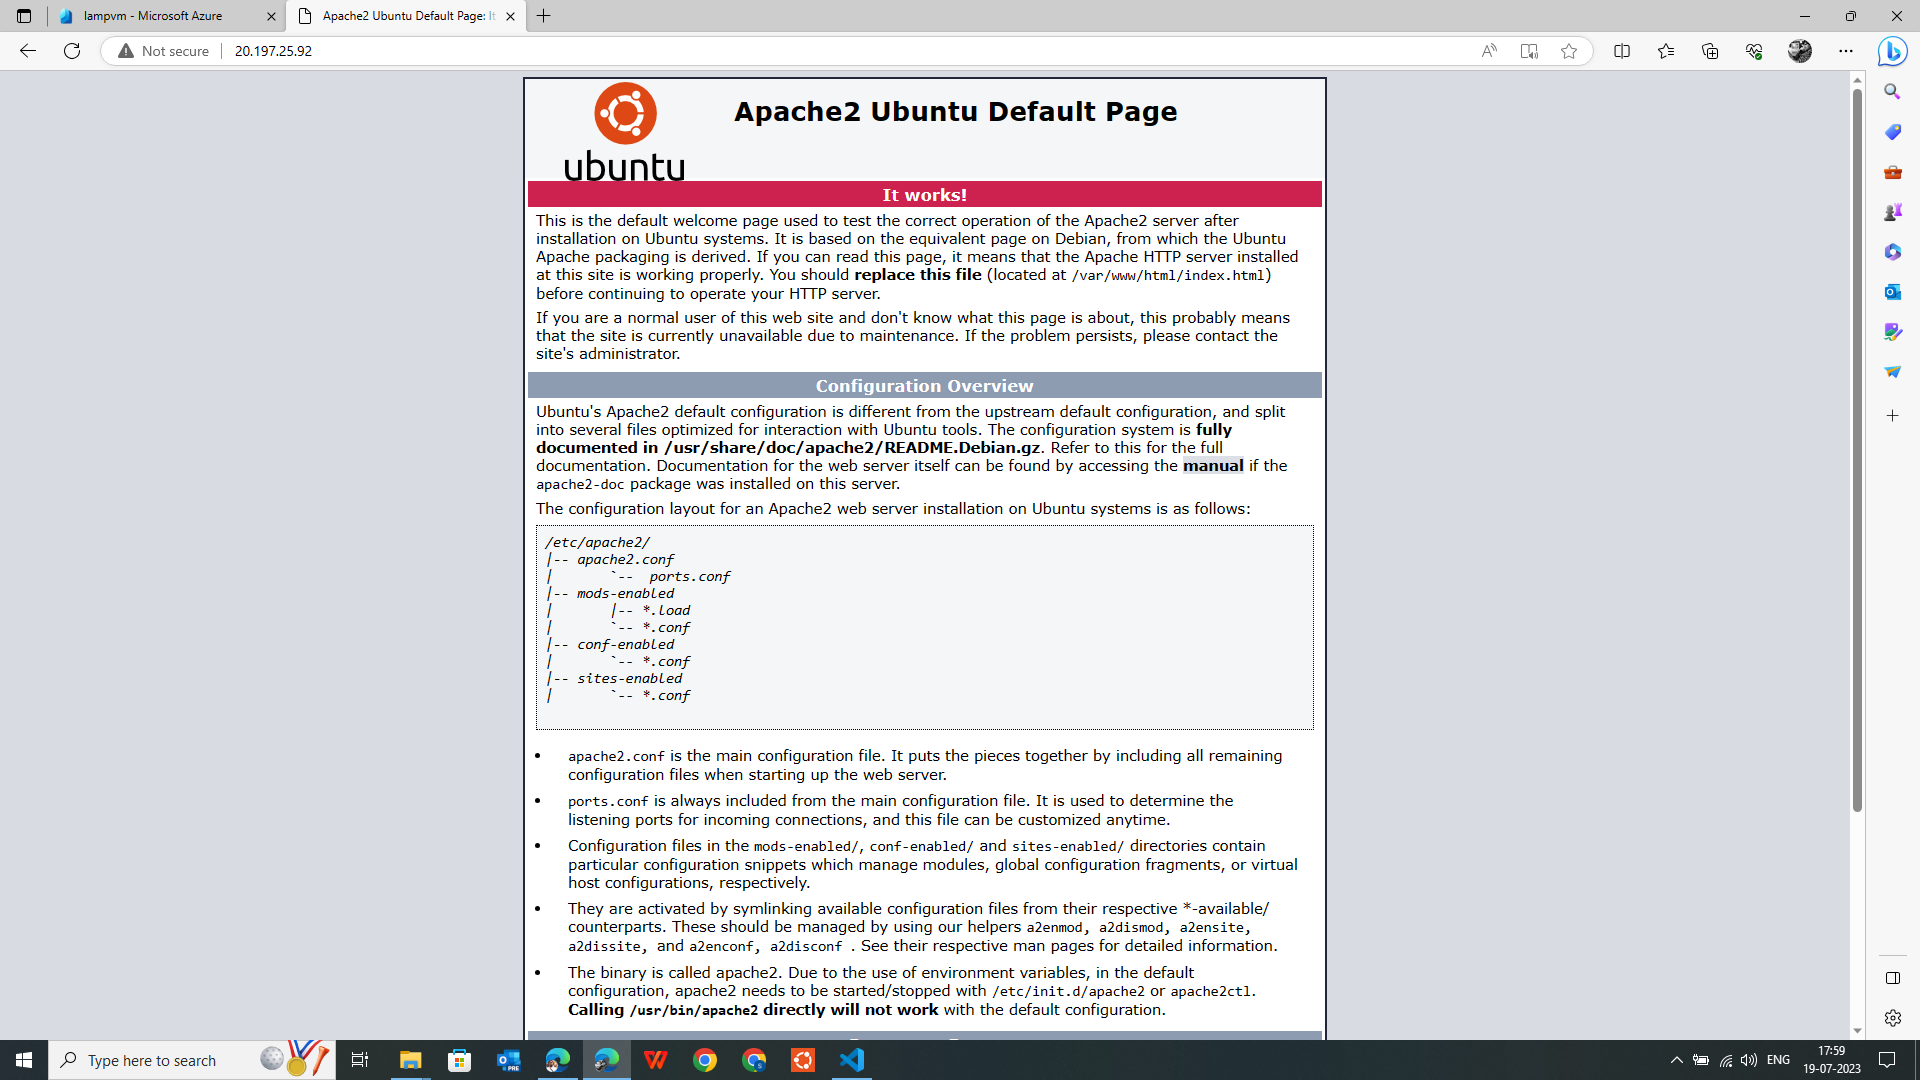 lampvm - Microsoft Azure
Apache2 Ubuntu Default Page: It
Not secure
20.197.25.92
ubuntu
Apache2 Ubuntu Default Page
It works!
This is the default welcome page used to test the correct operation of the Apache2 server after
installation on Ubuntu systems. It is based on the equivalent page on Debian, from which the Ubuntu
Apache packaging is derived. If you can read this page, it means that the Apache HTTP server installed
at this site is working properly. You should replace this file (located at /var/www/html/index.html)
before continuing to operate your HTTP server.
If you are a normal user of this web site and don't know what this page is about, this probably means
that the site is currently unavailable due to maintenance. If the problem persists, please contact the
site's administrator.
Configuration Overview
Ubuntu's Apache2 default configuration is different from the upstream default configuration, and split
into several files optimized for interaction with Ubuntu tools. The configuration system is fully
documented in /usr/share/doc/apache2/README.Debian.gz. Refer to this for the full
documentation. Documentation for the web server itself can be found by accessing the manual if the
apache2-doc package was installed on this server.
The configuration layout for an Apache2 web server installation on Ubuntu systems is as follows:
/etc/apache2/
|-- apache2.conf
|       `--  ports.conf
|-- mods-enabled
|       |-- *.load
|       `-- *.conf
|-- conf-enabled
|       `-- *.conf
|-- sites-enabled
|       `-- *.conf
• apache2.conf is the main configuration file. It puts the pieces together by including all remaining
configuration files when starting up the web server.
• ports.conf is always included from the main configuration file. It is used to determine the
listening ports for incoming connections, and this file can be customized anytime.
• Configuration files in the mods-enabled/, conf-enabled/ and sites-enabled/ directories contain
particular configuration snippets which manage modules, global configuration fragments, or virtual
host configurations, respectively.
• They are activated by symlinking available configuration files from their respective *-available/
counterparts. These should be managed by using our helpers a2enmod, a2dismod, a2ensite,
a2dissite, and a2enconf, a2disconf . See their respective man pages for detailed information.
• The binary is called apache2. Due to the use of environment variables, in the default
configuration, apache2 needs to be started/stopped with /etc/init.d/apache2 or apache2ctl.
Calling /usr/bin/apache2 directly will not work with the default configuration.
Type here to search
PRE
ENG
17:59
19-07-2023